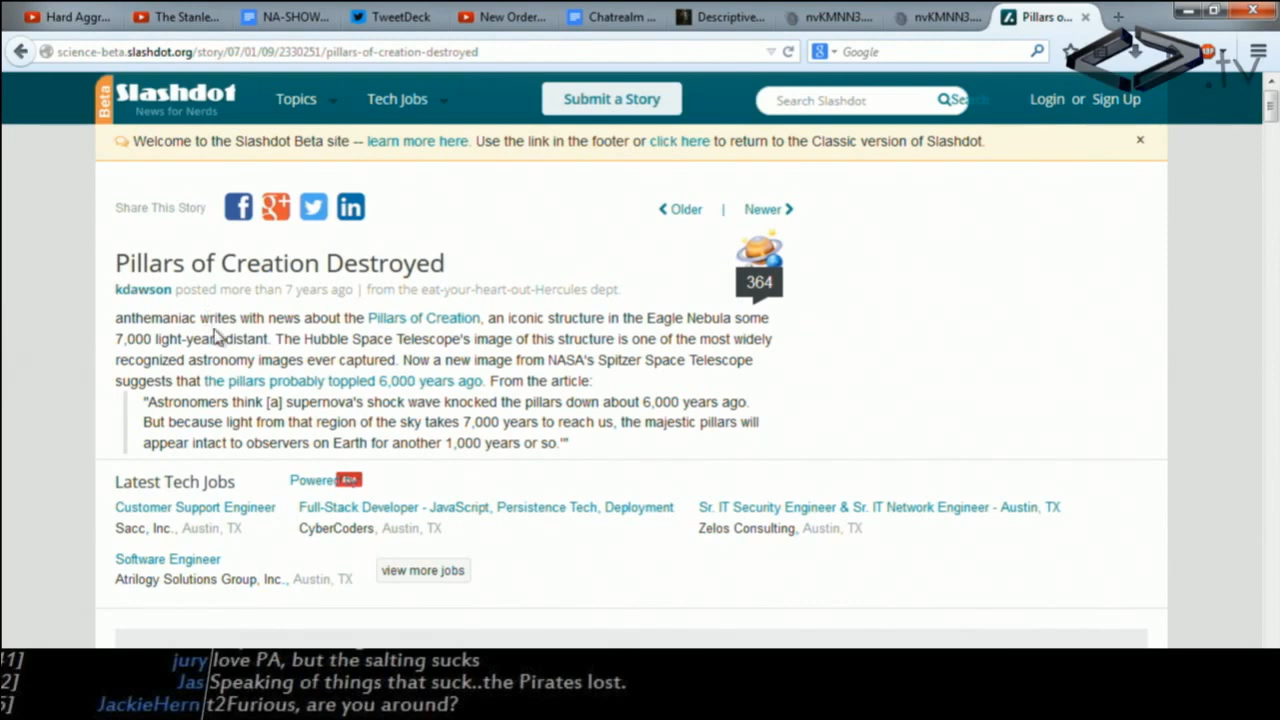 Hard Aggr...
The Stanle...
NA-SHOW...
TweetDeck
New Order...
Chatrealm ...
Descriptive...
nvKMNN3....
nvKMNN3....
Pillars o...
science-beta.slashdot.org/story/07/01/09/2330251/pillars-of-creation-destroyed
Google
.tv
Beta
Slashdot
News for Nerds
Topics
Tech Jobs
Submit a Story
Search Slashdot
Login or Sign Up
Welcome to the Slashdot Beta site -- learn more here. Use the link in the footer or click here to return to the Classic version of Slashdot.
Share This Story
Older | Newer
Pillars of Creation Destroyed
364
kdawson posted more than 7 years ago | from the eat-your-heart-out-Hercules dept.
anthemaniac writes with news about the Pillars of Creation, an iconic structure in the Eagle Nebula some
7,000 light-years distant. The Hubble Space Telescope's image of this structure is one of the most widely
recognized astronomy images ever captured. Now a new image from NASA's Spitzer Space Telescope
suggests that the pillars probably toppled 6,000 years ago. From the article:
"Astronomers think [a] supernova's shock wave knocked the pillars down about 6,000 years ago.
But because light from that region of the sky takes 7,000 years to reach us, the majestic pillars will
appear intact to observers on Earth for another 1,000 years or so.'"
Latest Tech Jobs
Powered
Customer Support Engineer
Sacc, Inc., Austin, TX
Full-Stack Developer - JavaScript, Persistence Tech, Deployment
CyberCoders, Austin, TX
Sr. IT Security Engineer & Sr. IT Network Engineer - Austin, TX
Zelos Consulting, Austin, TX
Software Engineer
Atrilogy Solutions Group, Inc., Austin, TX
view more jobs
41] jury love PA, but the salting sucks
2] Jas Speaking of things that suck..the Pirates lost.
5] JackieHern t2Furious, are you around?